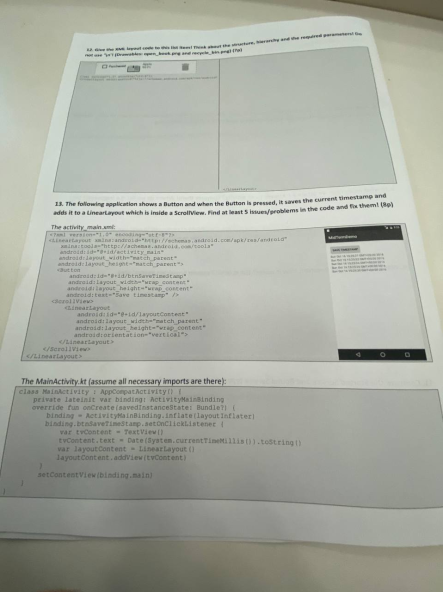 12. Give the XML layout code to this list item! Think about the structure, hierarchy and the required parameters! Do
not use "\n"! (Drawables: open_book.png and recycle_bin.png) (7p)
</LinearLayout>
13. The following application shows a Button and when the Button is pressed, it saves the current timestamp and
adds it to a LinearLayout which is inside a ScrollView. Find at least 5 issues/problems in the code and fix them! (8p)
The activity_main.xml:
<?xml version="1.0" encoding="utf-8"?>
<LinearLayout xmlns:android="http://schemas.android.com/apk/res/android"
xmlns:tools="http://schemas.android.com/tools"
android:id="@+id/activity_main"
android:layout_width="match_parent"
android:layout_height="match_parent">
<Button
android:id="@+id/btnSaveTimeStamp"
android:layout_width="wrap_content"
android:layout_height="wrap_content"
android:text="Save timestamp" />
<ScrollView>
<LinearLayout
android:id="@+id/layoutContent"
android:layout_width="match_parent"
android:layout_height="wrap_content"
android:orientation="vertical">
</LinearLayout>
</ScrollView>
</LinearLayout>
SAVE TIMESTAMP
The MainActivity.kt (assume all necessary imports are there):
class MainActivity : AppCompatActivity() {
private lateinit var binding: ActivityMainBinding
override fun onCreate(savedInstanceState: Bundle?) {
binding = ActivityMainBinding.inflate(layoutInflater)
binding.btnSaveTimeStamp.setOnClickListener {
var tvContent = TextView()
tvContent.text = Date(System.currentTimeMillis()).toString()
var layoutContent = LinearLayout()
layoutContent.addView(tvContent)
}
setContentView(binding.main)
}
}